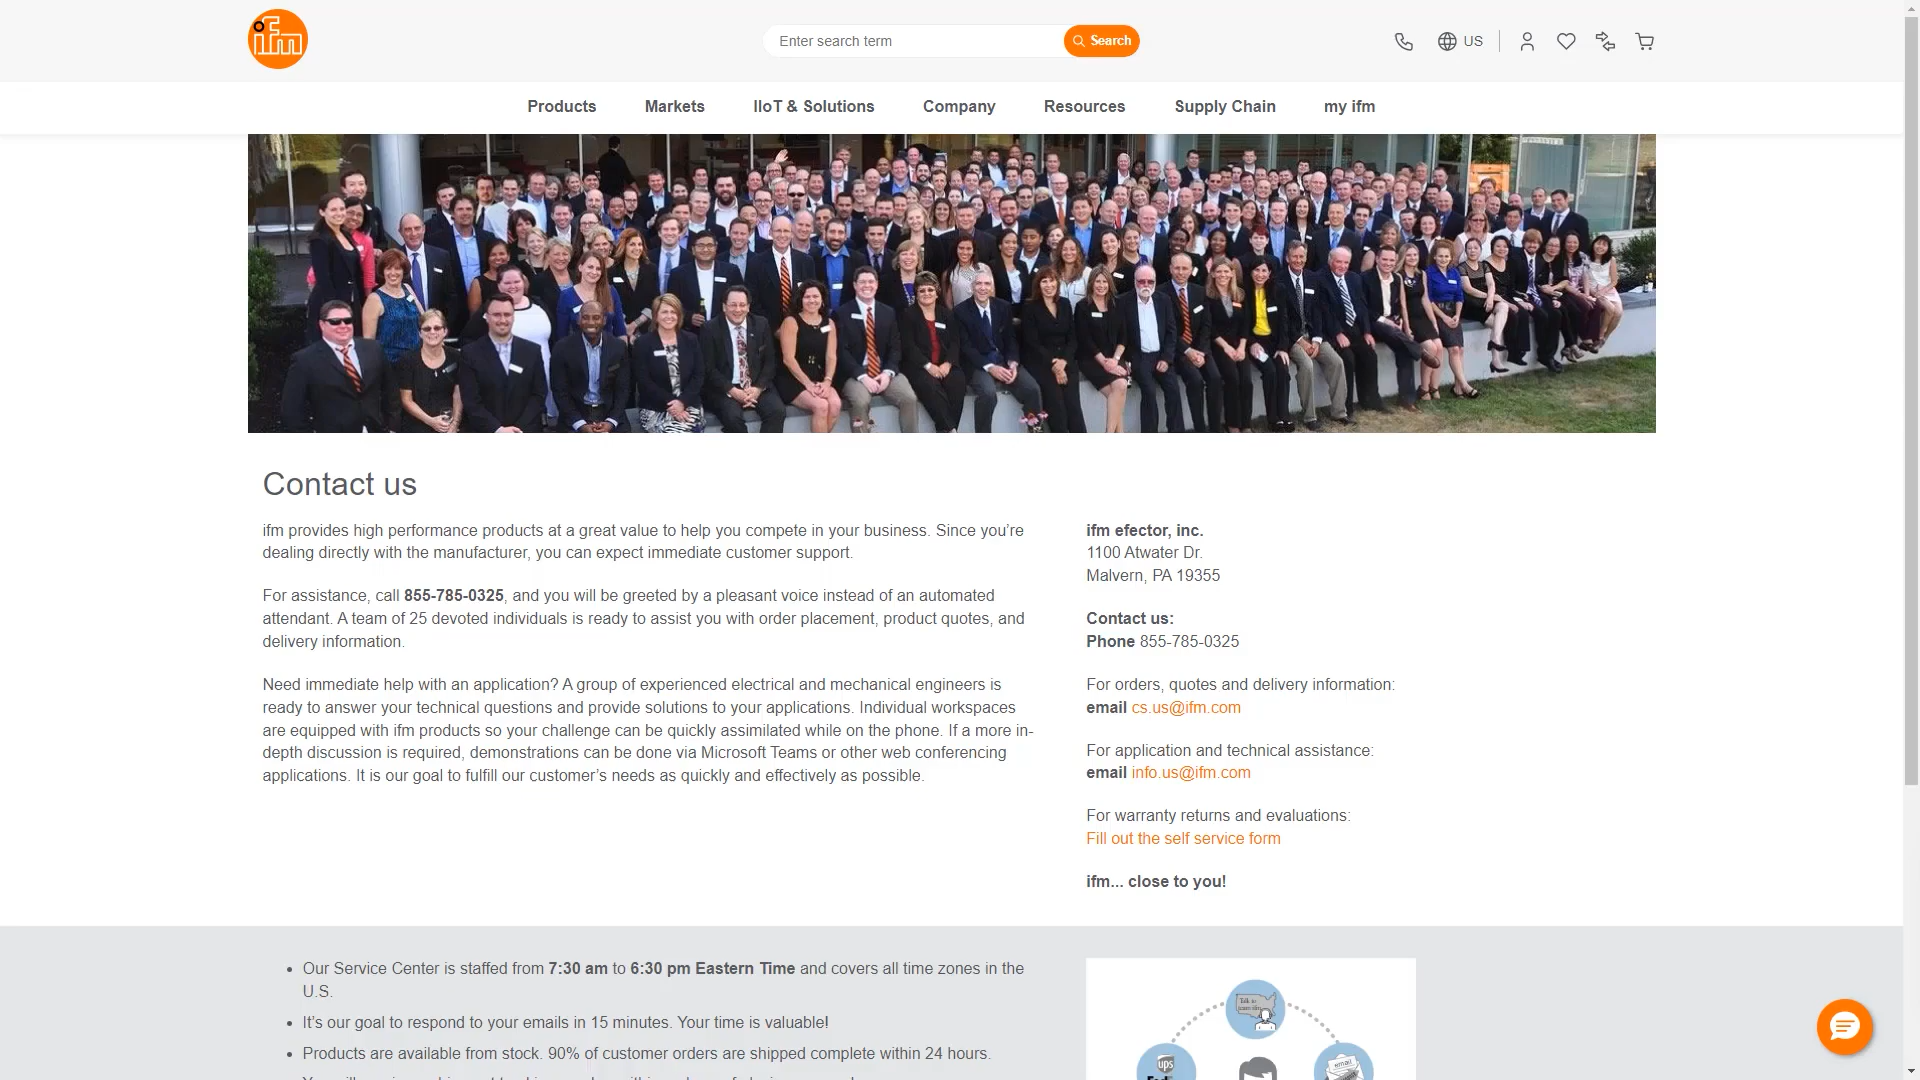 ifm
Enter search term
Search
US
Products
Markets
IIoT & Solutions
Company
Resources
Supply Chain
my ifm
Contact us
ifm provides high performance products at a great value to help you compete in your business. Since you’re
dealing directly with the manufacturer, you can expect immediate customer support.
For assistance, call 855-785-0325, and you will be greeted by a pleasant voice instead of an automated
attendant. A team of 25 devoted individuals is ready to assist you with order placement, product quotes, and
delivery information.
Need immediate help with an application? A group of experienced electrical and mechanical engineers is
ready to answer your technical questions and provide solutions to your applications. Individual workspaces
are equipped with ifm products so your challenge can be quickly assimilated while on the phone. If a more in-
depth discussion is required, demonstrations can be done via Microsoft Teams or other web conferencing
applications. It is our goal to fulfill our customer’s needs as quickly and effectively as possible.
ifm efector, inc.
1100 Atwater Dr.
Malvern, PA 19355
Contact us:
Phone 855-785-0325
For orders, quotes and delivery information:
email cs.us@ifm.com
For application and technical assistance:
email info.us@ifm.com
For warranty returns and evaluations:
Fill out the self service form
ifm... close to you!
Our Service Center is staffed from 7:30 am to 6:30 pm Eastern Time and covers all time zones in the
U.S.
It’s our goal to respond to your emails in 15 minutes. Your time is valuable!
Products are available from stock. 90% of customer orders are shipped complete within 24 hours.
Talk to
ups
email